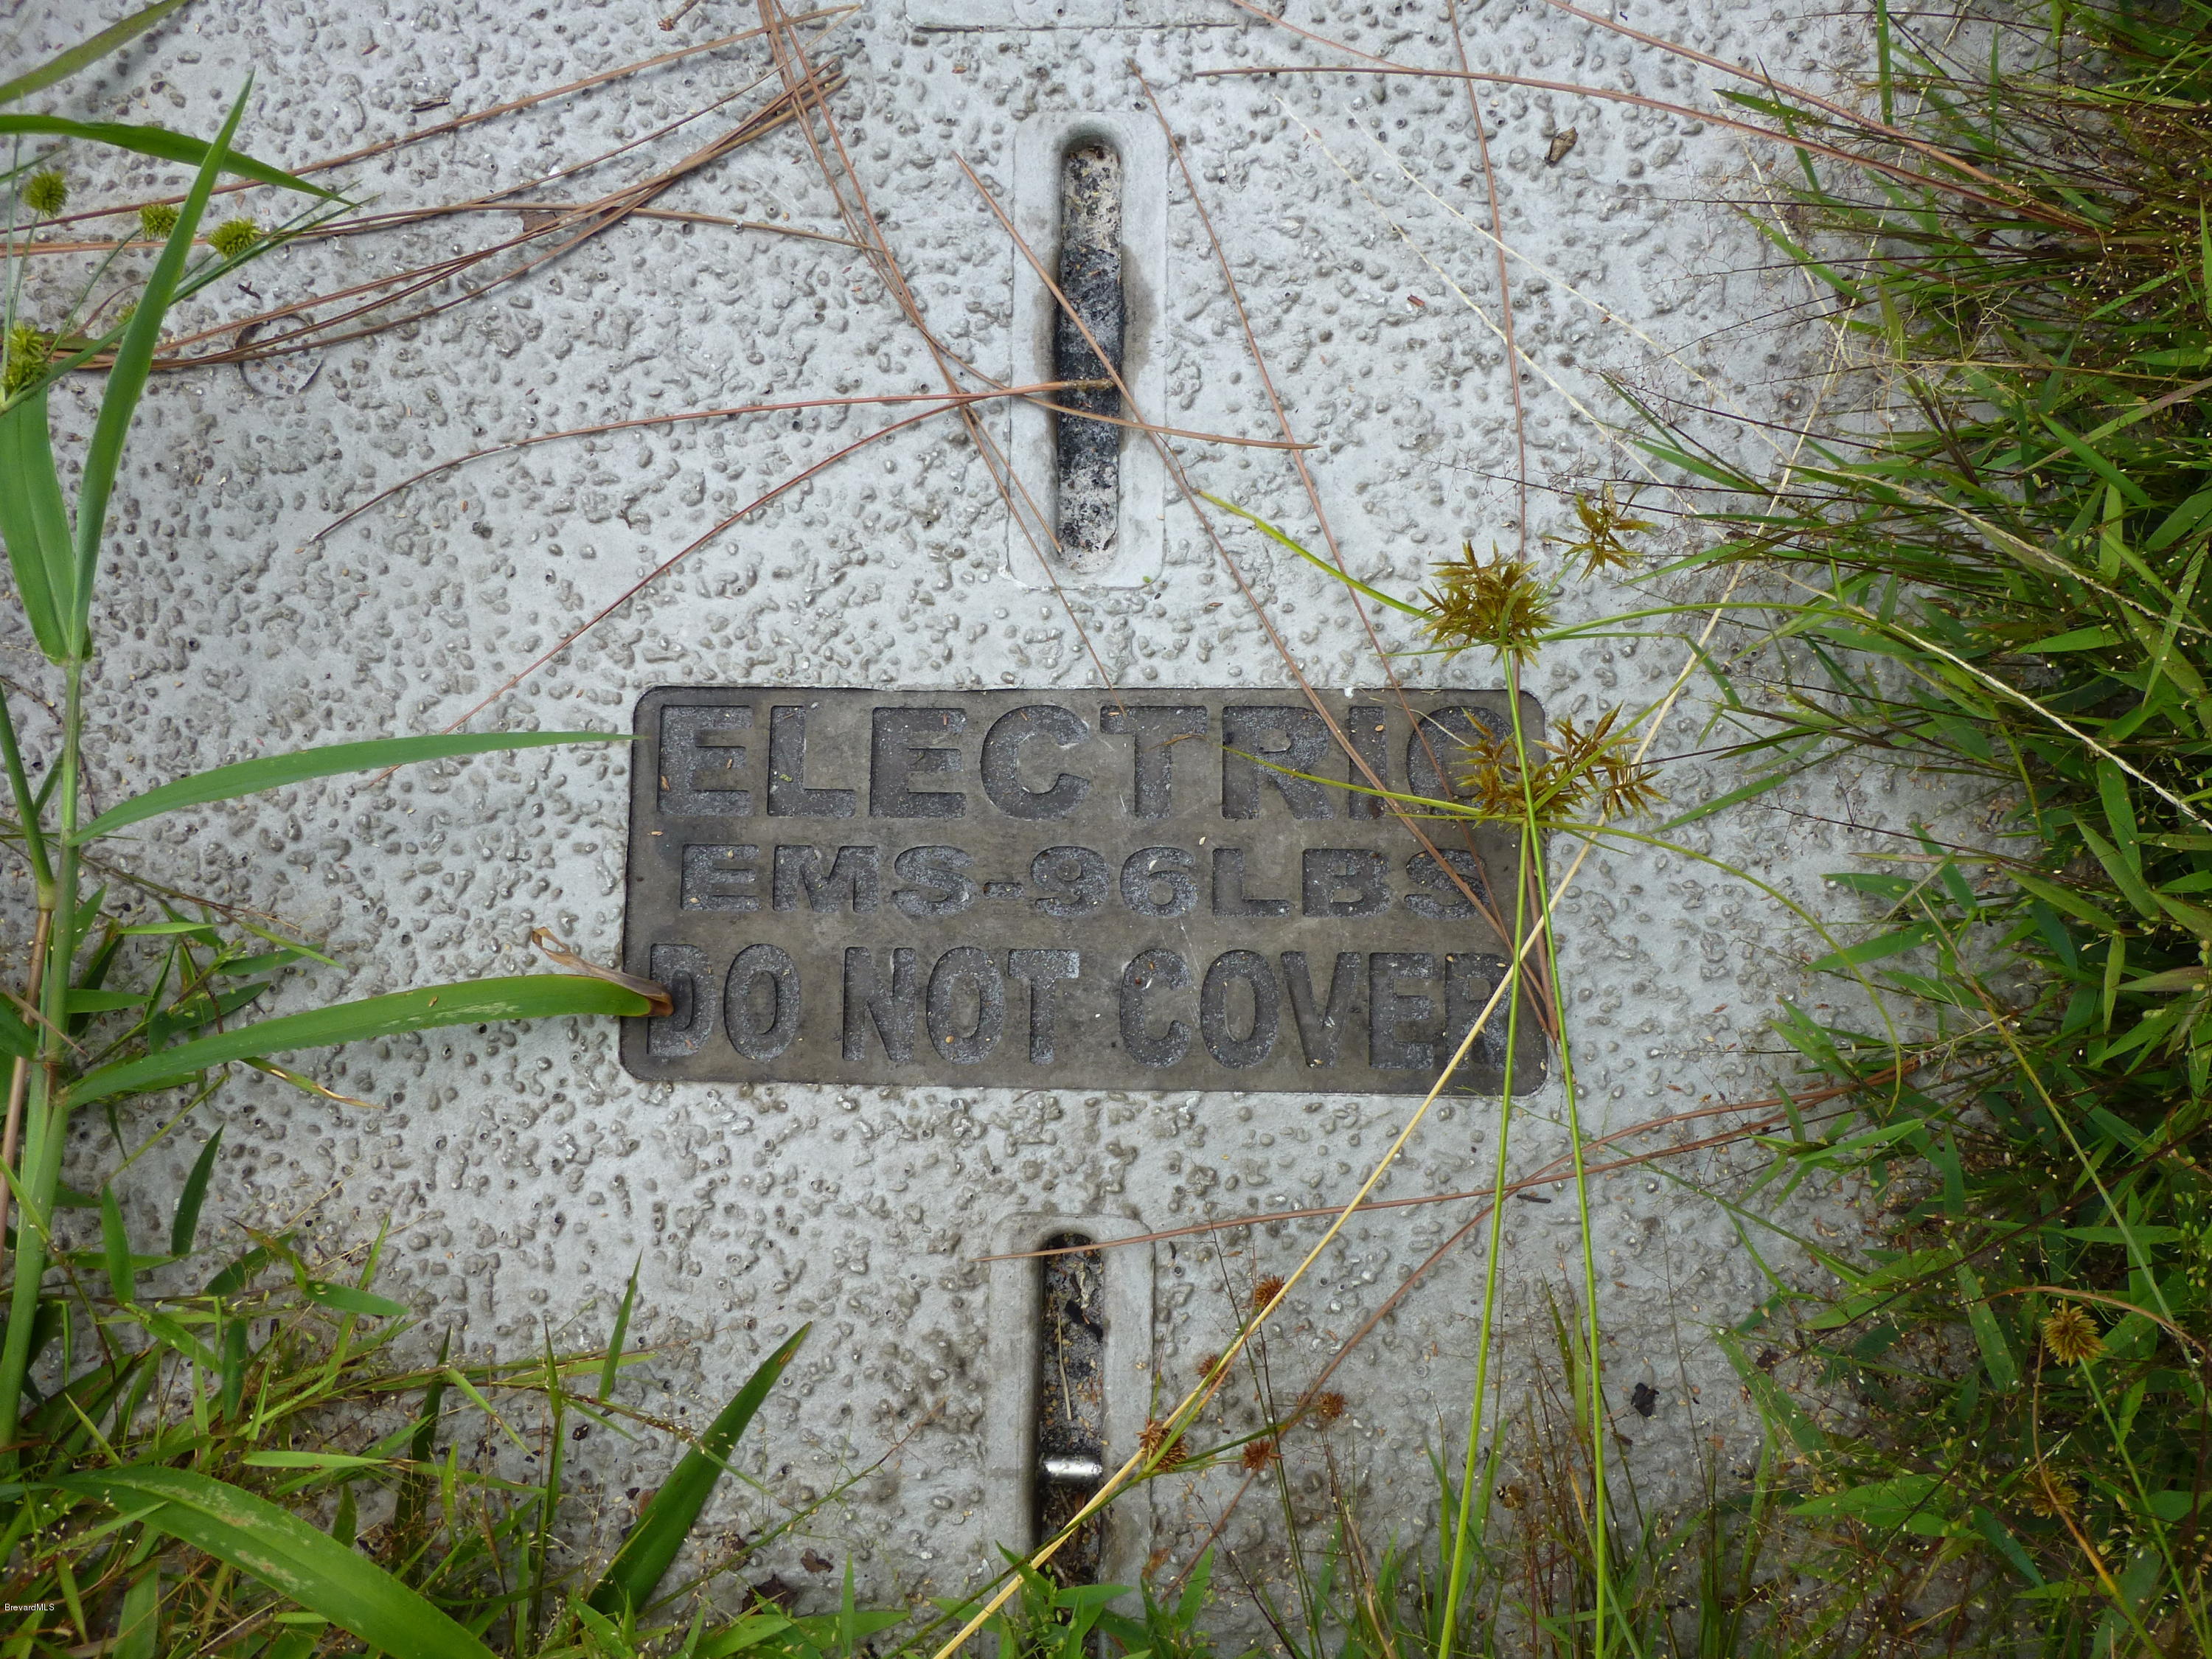 ELECTRIC
EMS-96LBS
DO NOT COVER
BrevardMLS